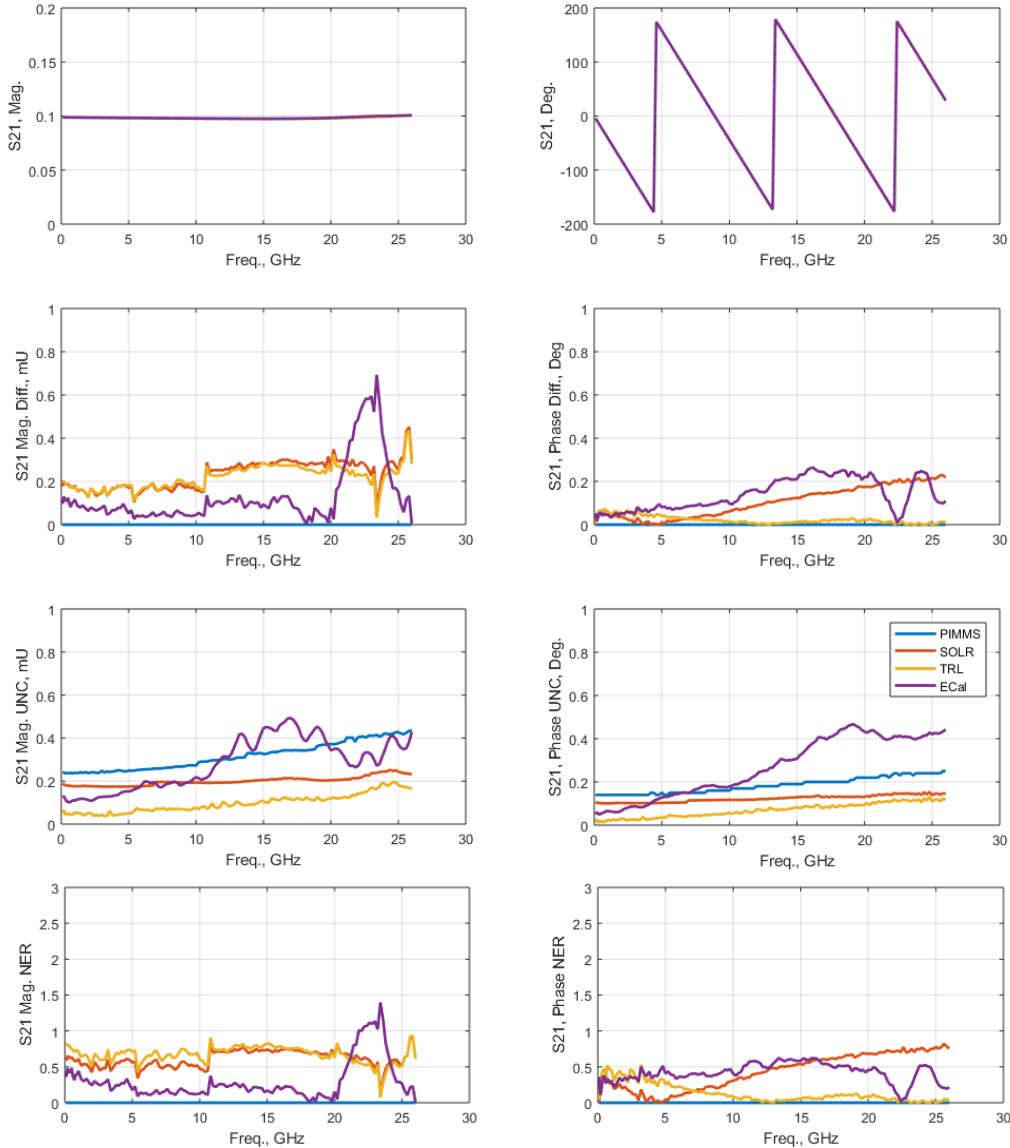 S21, Mag.
0.2
0.15
0.1
0.05
0
0 5 10 15 20 25 30
Freq., GHz
S21, Deg.
200
100
0
-100
-200
0 5 10 15 20 25 30
Freq., GHz
S21 Mag. Diff., mU
1
0.8
0.6
0.4
0.2
0
0 5 10 15 20 25 30
Freq., GHz
S21, Phase Diff., Deg
1
0.8
0.6
0.4
0.2
0
0 5 10 15 20 25 30
Freq., GHz
S21 Mag. UNC, mU
1
0.8
0.6
0.4
0.2
0
0 5 10 15 20 25 30
Freq., GHz
S21, Phase UNC, Deg.
1
0.8
0.6
0.4
0.2
0
PIMMS
SOLR
TRL
ECal
0 5 10 15 20 25 30
Freq., GHz
S21 Mag. NER
3
2.5
2
1.5
1
0.5
0
0 5 10 15 20 25 30
Freq., GHz
S21, Phase NER
3
2.5
2
1.5
1
0.5
0
0 5 10 15 20 25 30
Freq., GHz